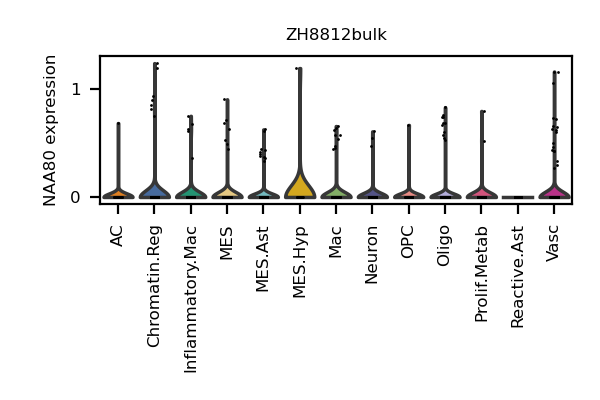 ZH8812bulk
NAA80 expression
1
0
AC
Chromatin.Reg
Inflammatory.Mac
MES
MES.Ast
MES.Hyp
Mac
Neuron
OPC
Oligo
Prolif.Metab
Reactive.Ast
Vasc